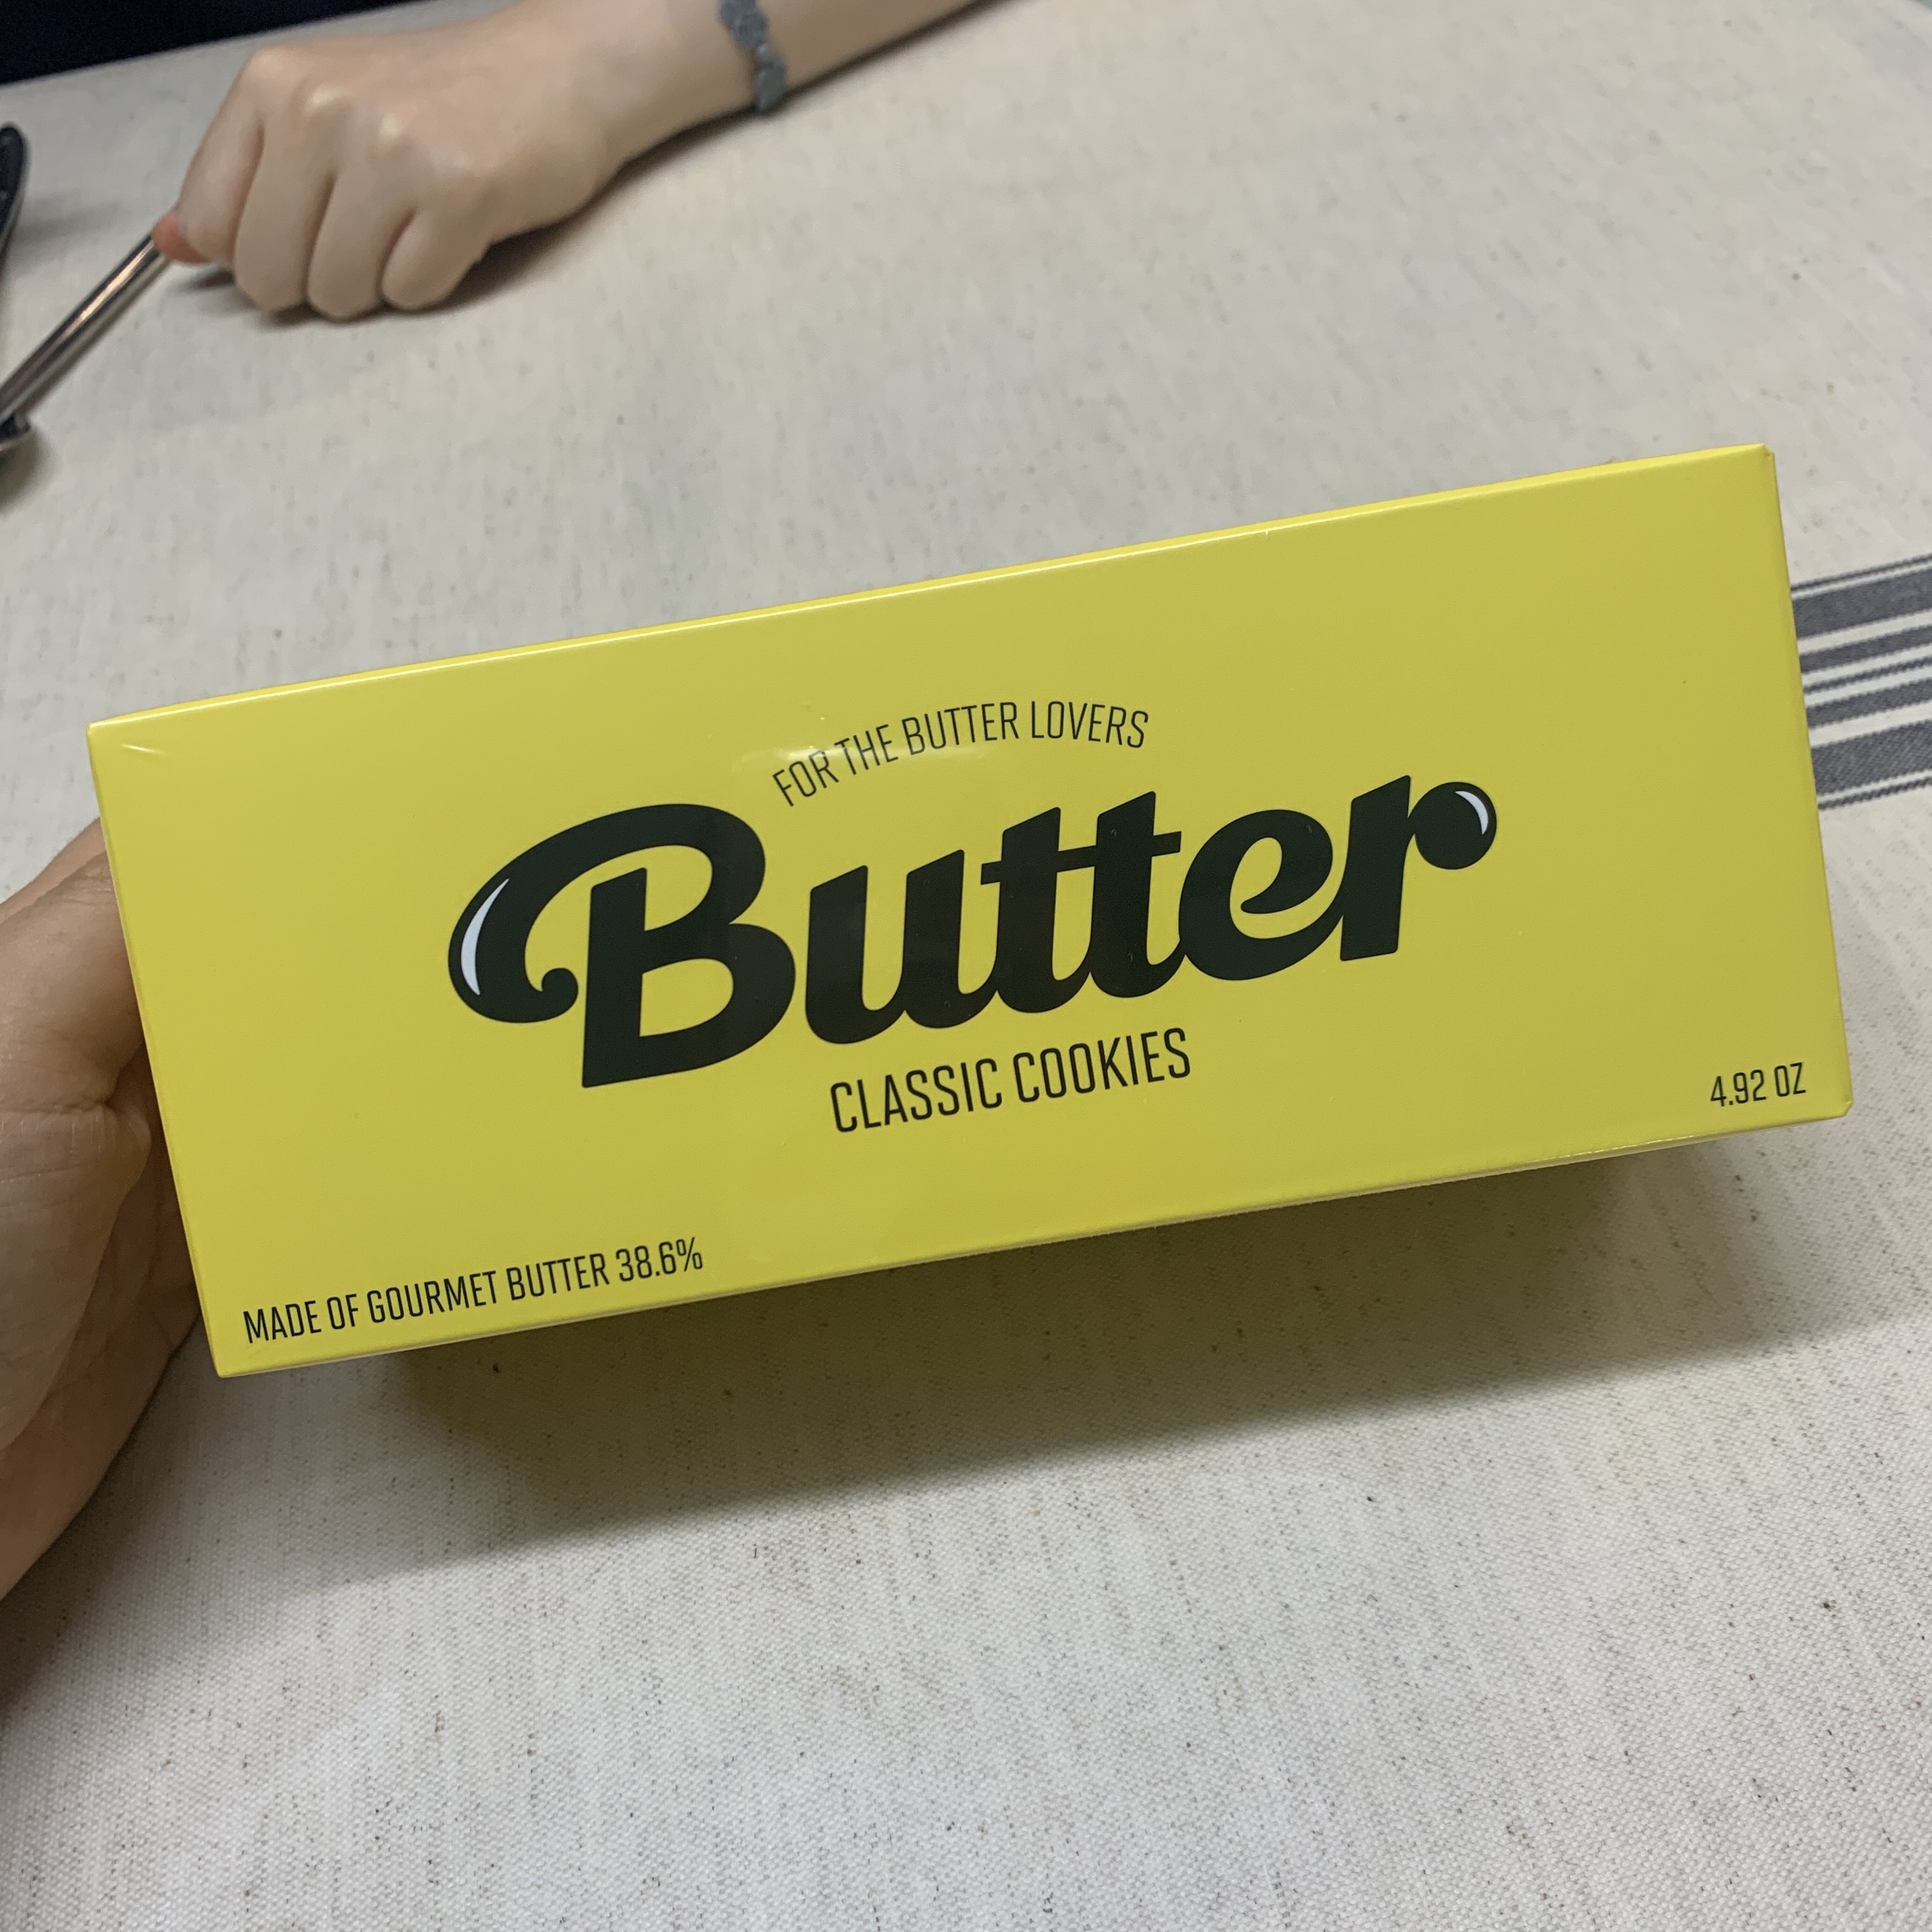 FOR THE BUTTER LOVERS
Butter
CLASSIC COOKIES
4.92 OZ
MADE OF GOURMET BUTTER 38.6%